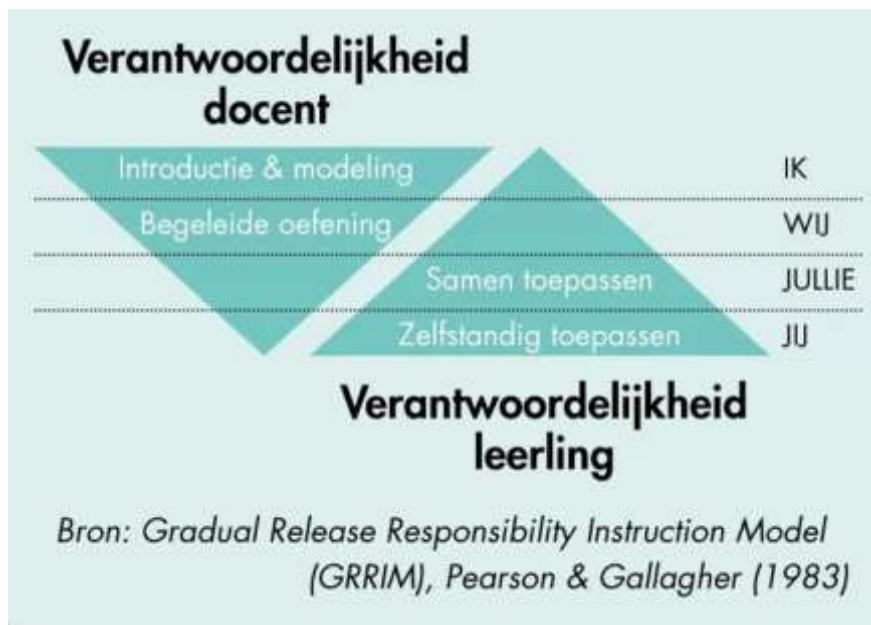 Verantwoordelijkheid
docent
Introductie & modeling
IK
Begeleide oefening
WIJ
Samen toepassen
JULLIE
Zelfstandig toepassen
JIJ
Verantwoordelijkheid
leerling
Bron: Gradual Release Responsibility Instruction Model
(GRRIM), Pearson & Gallagher (1983)